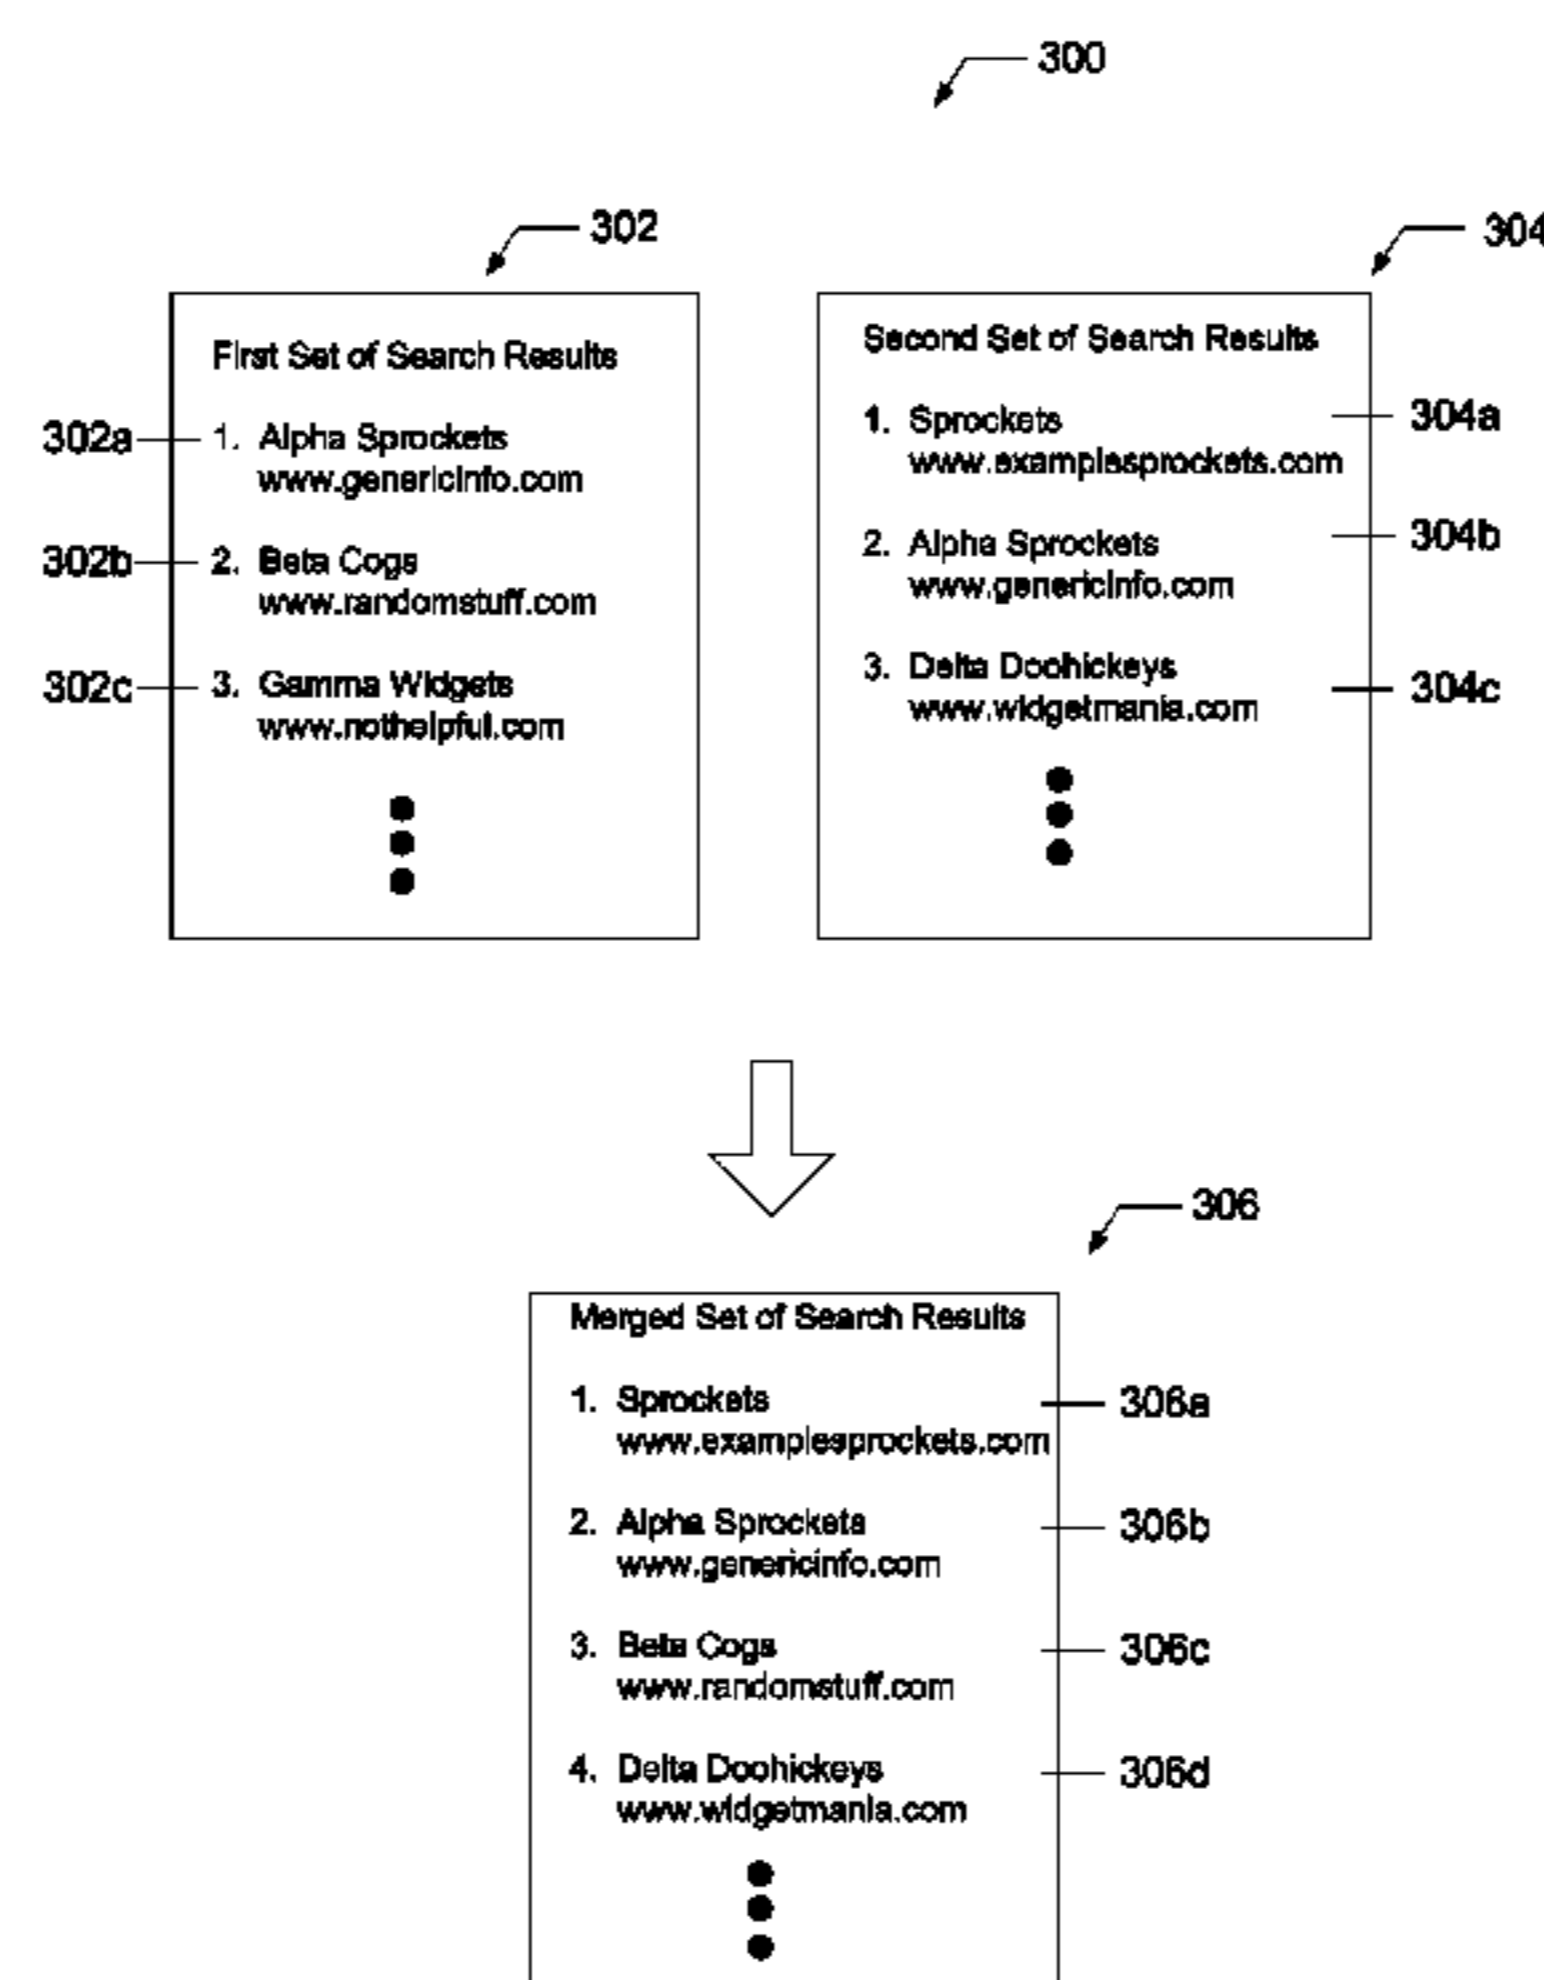 300
302
304
First Set of Search Results
302a
1. Alpha Sprockets
www.genericinfo.com
302b
2. Beta Cogs
www.randomstuff.com
302c
3. Gamma Widgets
www.nothelpful.com
Second Set of Search Results
1. Sprockets
304a
www.examplesprockets.com
2. Alpha Sprockets
304b
www.genericinfo.com
3. Delta Doohickeys
304c
www.widgetmania.com
306
Merged Set of Search Results
1. Sprockets
306a
www.examplesprockets.com
2. Alpha Sprockets
306b
www.genericinfo.com
3. Beta Cogs
306c
www.randomstuff.com
4. Delta Doohickeys
306d
www.widgetmania.com